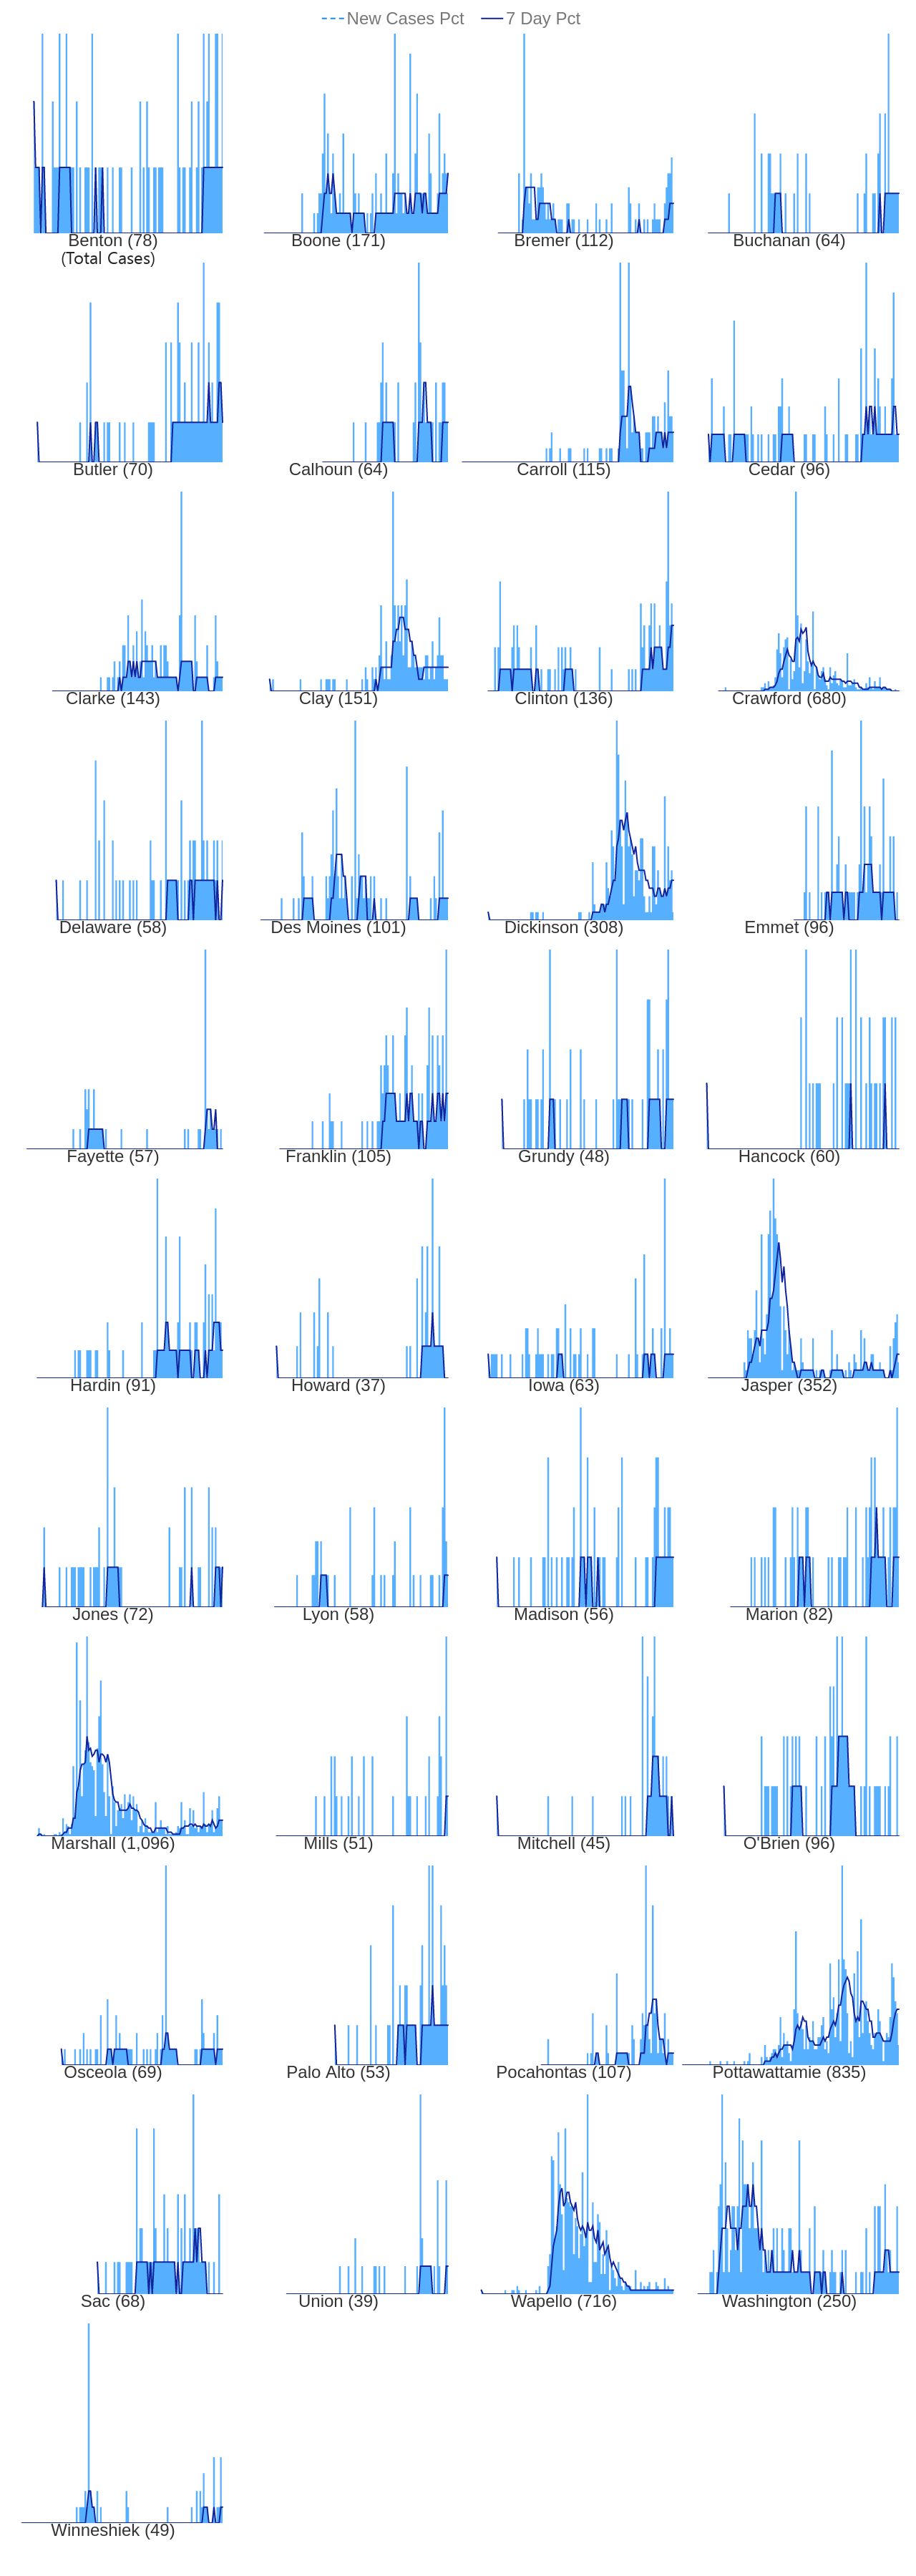 New Cases Pct 7 Day Pct
Benton (78) Boone (171) Bremer (112) Buchanan (64)
(Total Cases)
Butler (70) Calhoun (64) Carroll (115) Cedar (96)
Clarke (143) Clay (151) Clinton (136) Crawford (680)
Delaware (58) Des Moines (101) Dickinson (308) Emmet (96)
Fayette (57) Franklin (105) Grundy (48) Hancock (60)
Hardin (91) Howard (37) Iowa (63) Jasper (352)
Jones (72) Lyon (58) Madison (56) Marion (82)
Marshall (1,096) Mills (51) Mitchell (45) O'Brien (96)
Osceola (69) Palo Alto (53) Pocahontas (107) Pottawattamie (835)
Sac (68) Union (39) Wapello (716) Washington (250)
Winneshiek (49)